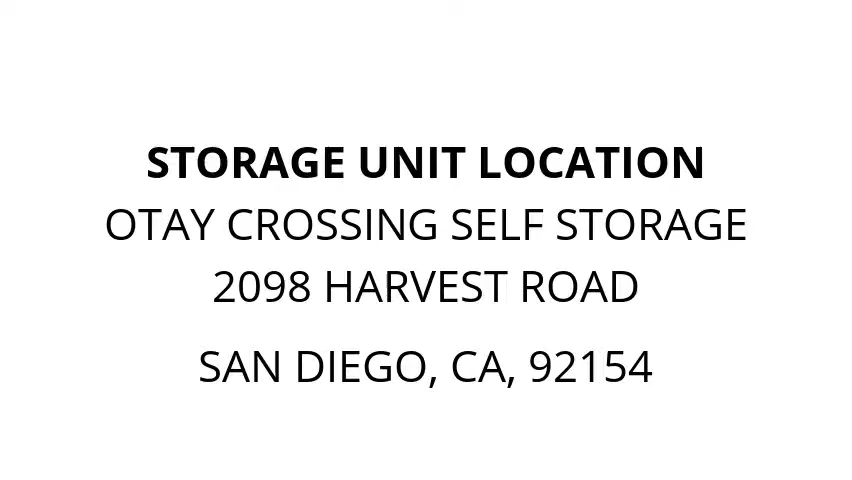 STORAGE UNIT LOCATION
OTAY CROSSING SELF STORAGE
2098 HARVEST ROAD
SAN DIEGO, CA, 92154